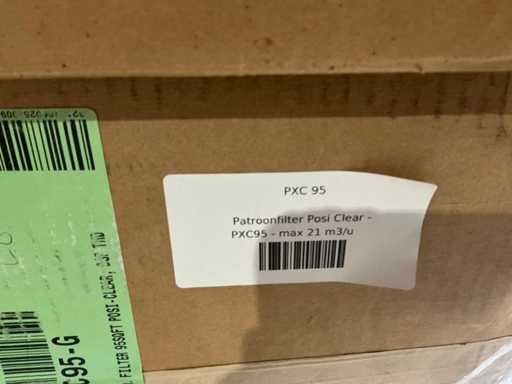 PXC 95
Patroonfilter Posi Clear -
PXC95 - max 21 m3/u
FILTER 95SQFT POSI-CLEAR,
C95-G